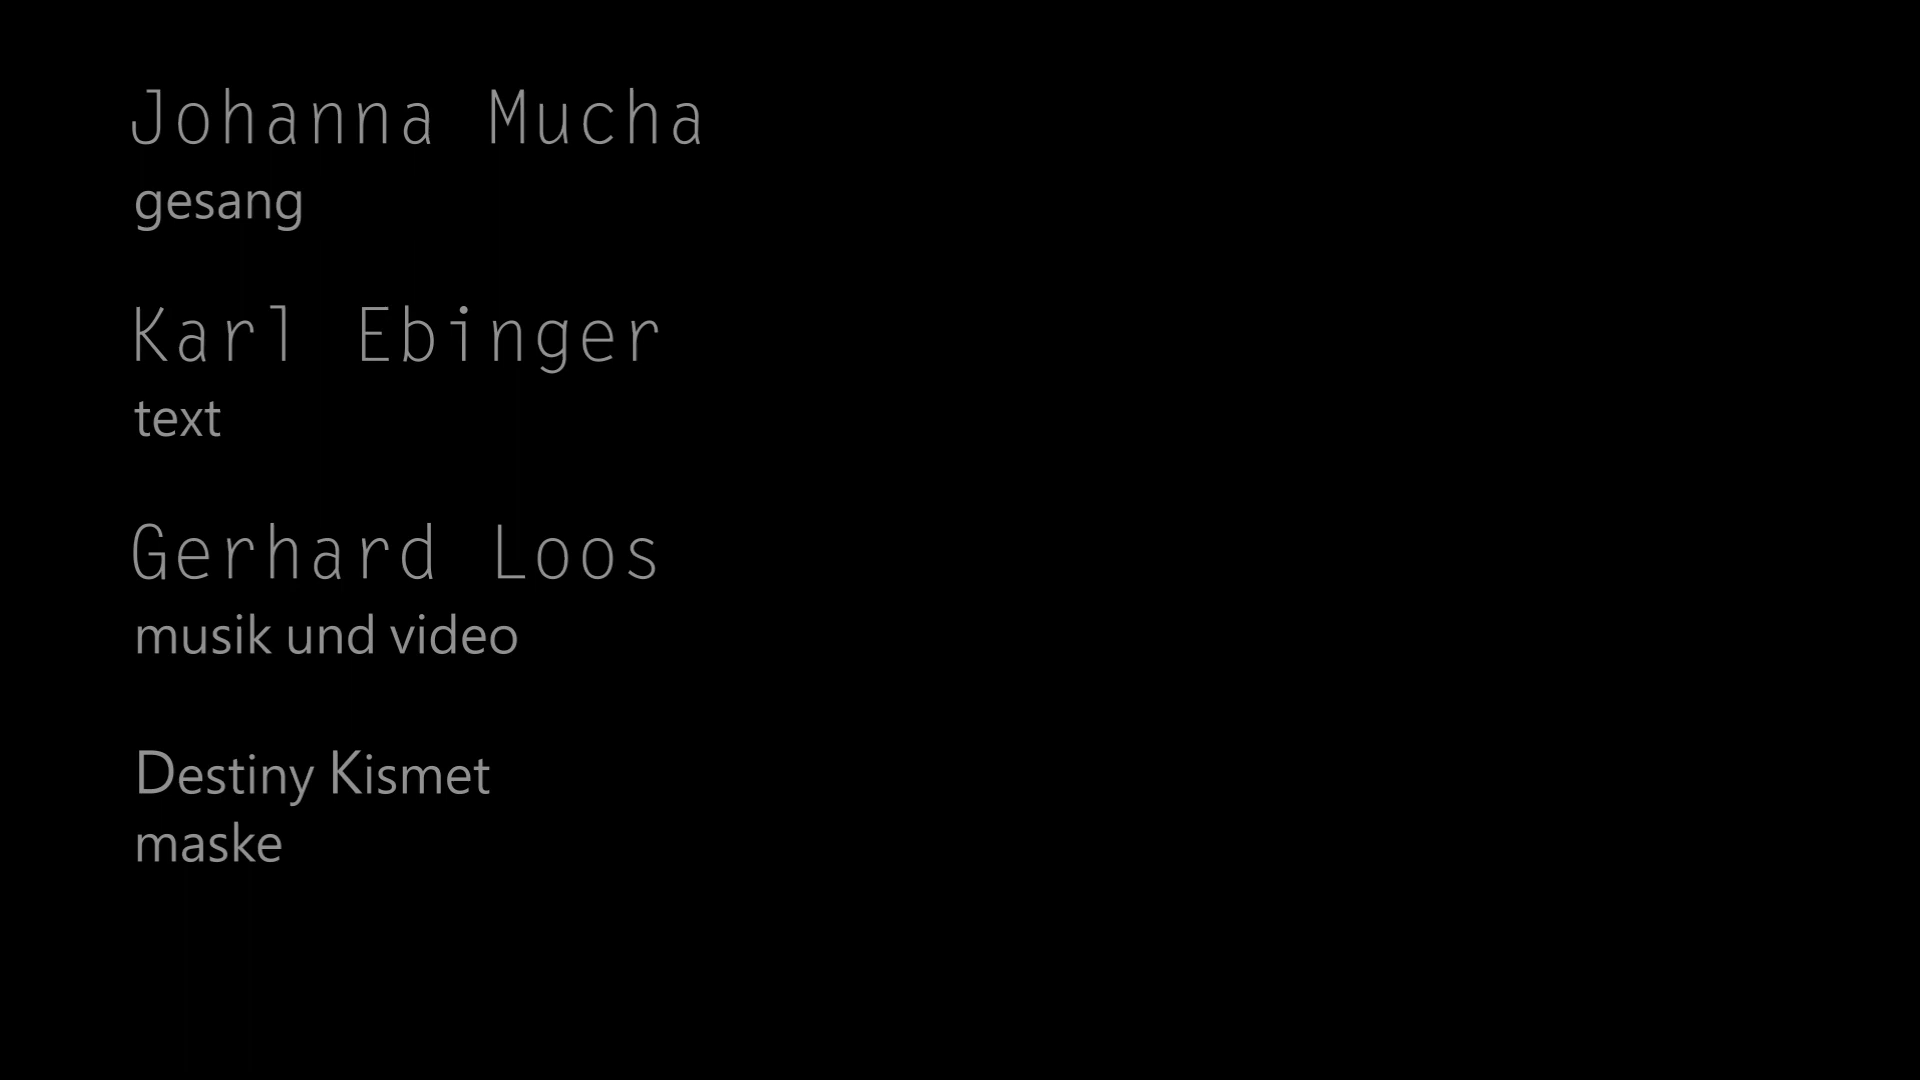 Johanna Mucha
gesang
Karl Ebinger
text
Gerhard Loos
musik und video
Destiny Kismet
maske